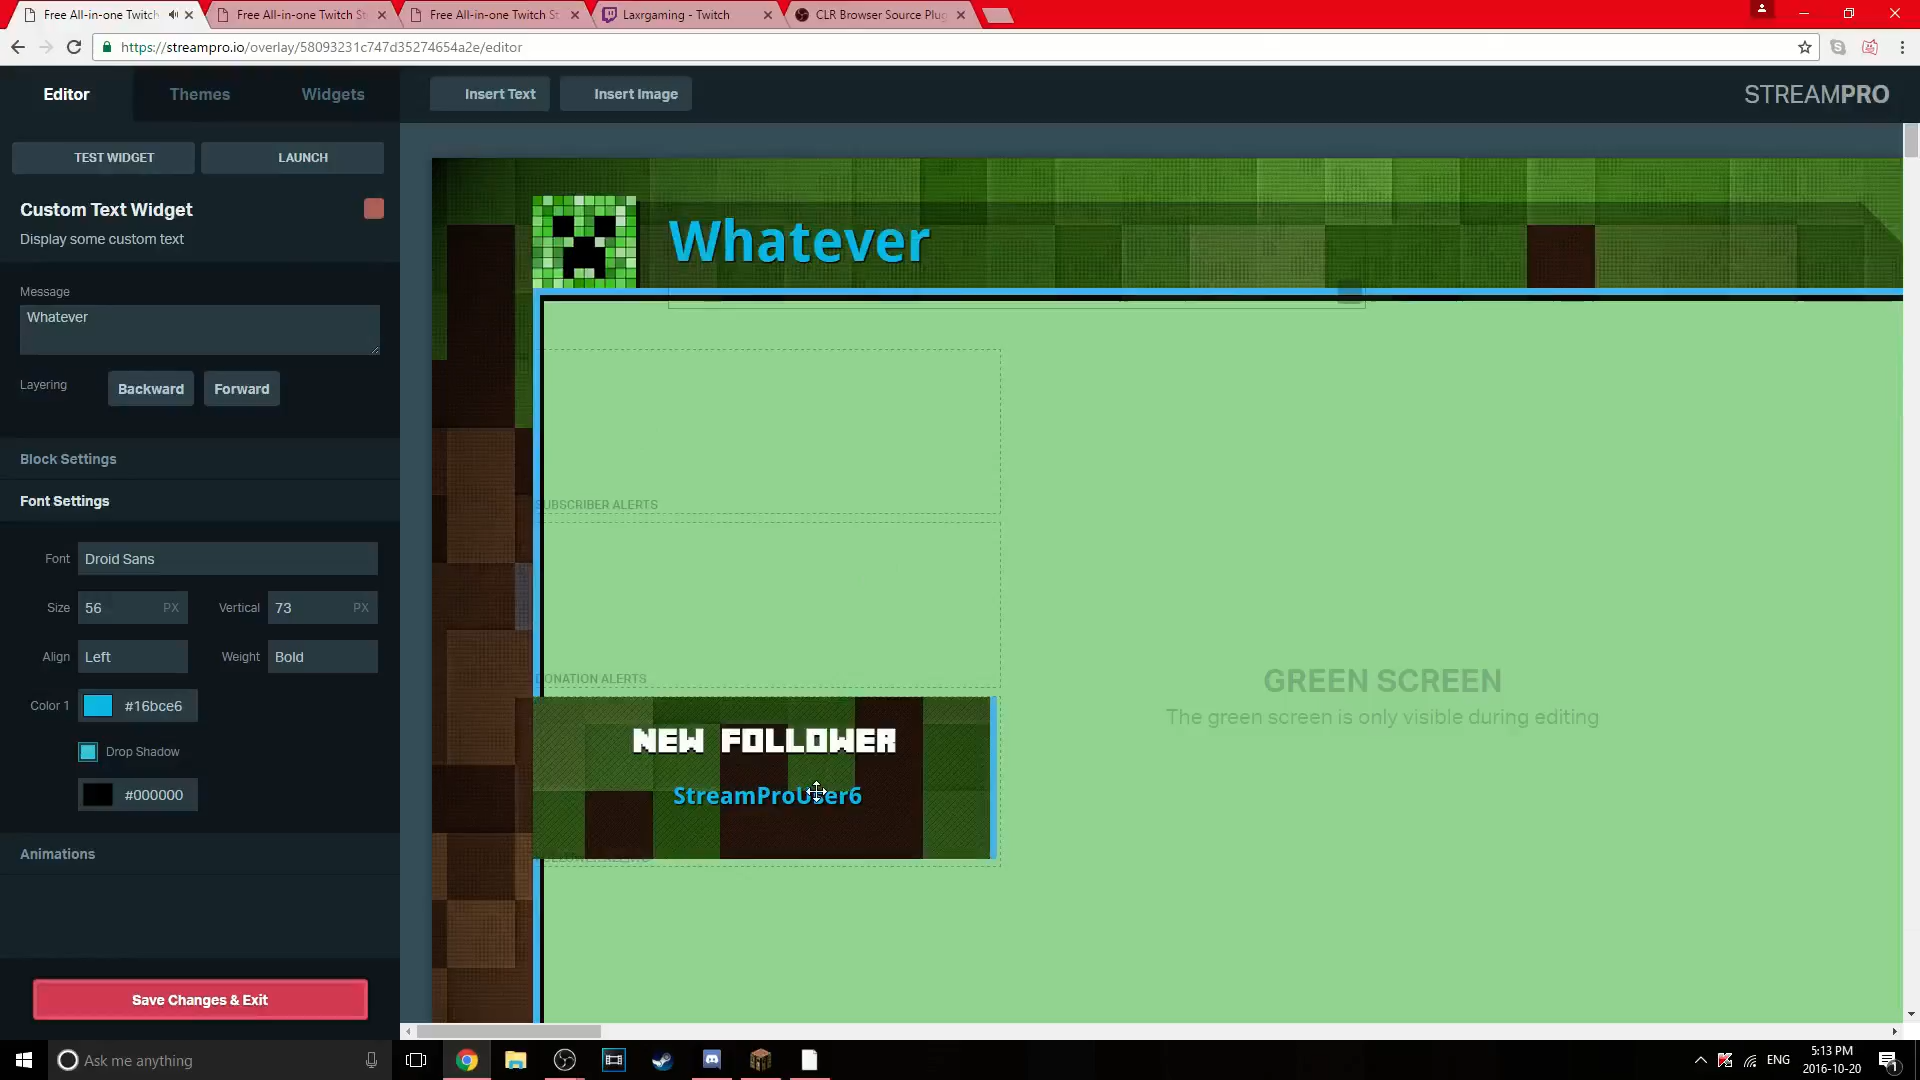 Free All-in-one Twitch
Free All-in-one Twitch St
Free All-in-one Twitch St
Laxrgaming - Twitch
CLR Browser Source Plug
https://streampro.io/overlay/58093231c747d35274654a2e/editor
Editor
Themes
Widgets
Insert Text
Insert Image
STREAMPRO
TEST WIDGET
LAUNCH
Custom Text Widget
Display some custom text
Message
Whatever
Layering
Backward
Forward
Block Settings
Font Settings
Font
Droid Sans
Size
56
PX
Vertical
73
PX
Align
Left
Weight
Bold
Color 1
#16bce6
Drop Shadow
#000000
Animations
Save Changes & Exit
Whatever
SUBSCRIBER ALERTS
DONATION ALERTS
NEW FOLLOWER
StreamProUser6
GREEN SCREEN
The green screen is only visible during editing
Ask me anything
ENG
5:13 PM
2016-10-20
1